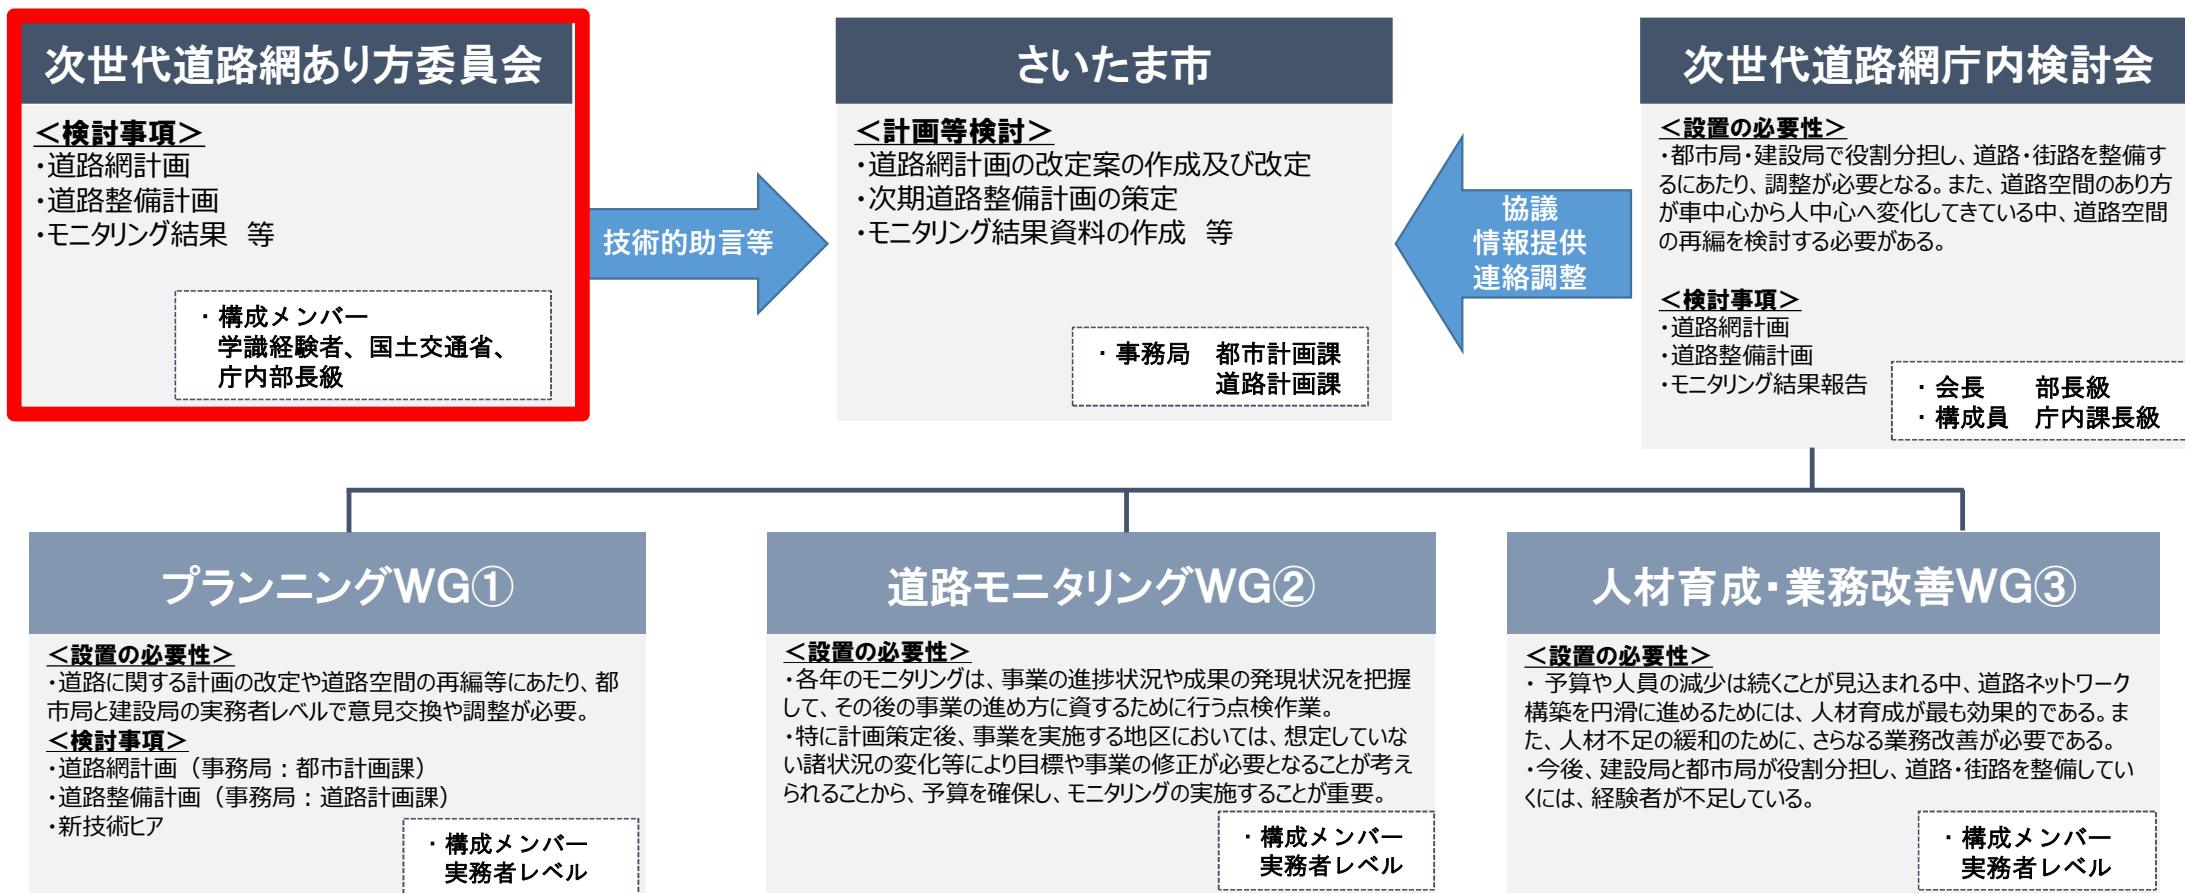 次世代道路網あり方委員会
＜検討事項＞
・道路網計画
・道路整備計画
・モニタリング結果　等
・構成メンバー
学識経験者、国土交通省、
庁内部長級
技術的助言等
さいたま市
＜計画等検討＞
・道路網計画の改定案の作成及び改定
・次期道路整備計画の策定
・モニタリング結果資料の作成　等
・事務局　都市計画課
道路計画課
協議
情報提供
連絡調整
次世代道路網庁内検討会
＜設置の必要性＞
・都市局・建設局で役割分担し、道路・街路を整備す
るにあたり、調整が必要となる。また、道路空間のあり方
が車中心から人中心へ変化してきている中、道路空間
の再編を検討する必要がある。
＜検討事項＞
・道路網計画
・道路整備計画
・モニタリング結果報告
・会長　　部長級
・構成員　庁内課長級
プランニングWG①
＜設置の必要性＞
・道路に関する計画の改定や道路空間の再編等にあたり、都
市局と建設局の実務者レベルで意見交換や調整が必要。
＜検討事項＞
・道路網計画（事務局：都市計画課）
・道路整備計画（事務局：道路計画課）
・新技術ヒア
・構成メンバー
実務者レベル
道路モニタリングWG②
＜設置の必要性＞
・各年のモニタリングは、事業の進捗状況や成果の発現状況を把握
して、その後の事業の進め方に資するために行う点検作業。
・特に計画策定後、事業を実施する地区においては、想定していな
い諸状況の変化等により目標や事業の修正が必要となることが考え
られることから、予算を確保し、モニタリングの実施することが重要。
・構成メンバー
実務者レベル
人材育成・業務改善WG③
＜設置の必要性＞
・ 予算や人員の減少は続くことが見込まれる中、道路ネットワーク
構築を円滑に進めるためには、人材育成が最も効果的である。ま
た、人材不足の緩和のために、さらなる業務改善が必要である。
・今後、建設局と都市局が役割分担し、道路・街路を整備してい
くには、経験者が不足している。
・構成メンバー
実務者レベル